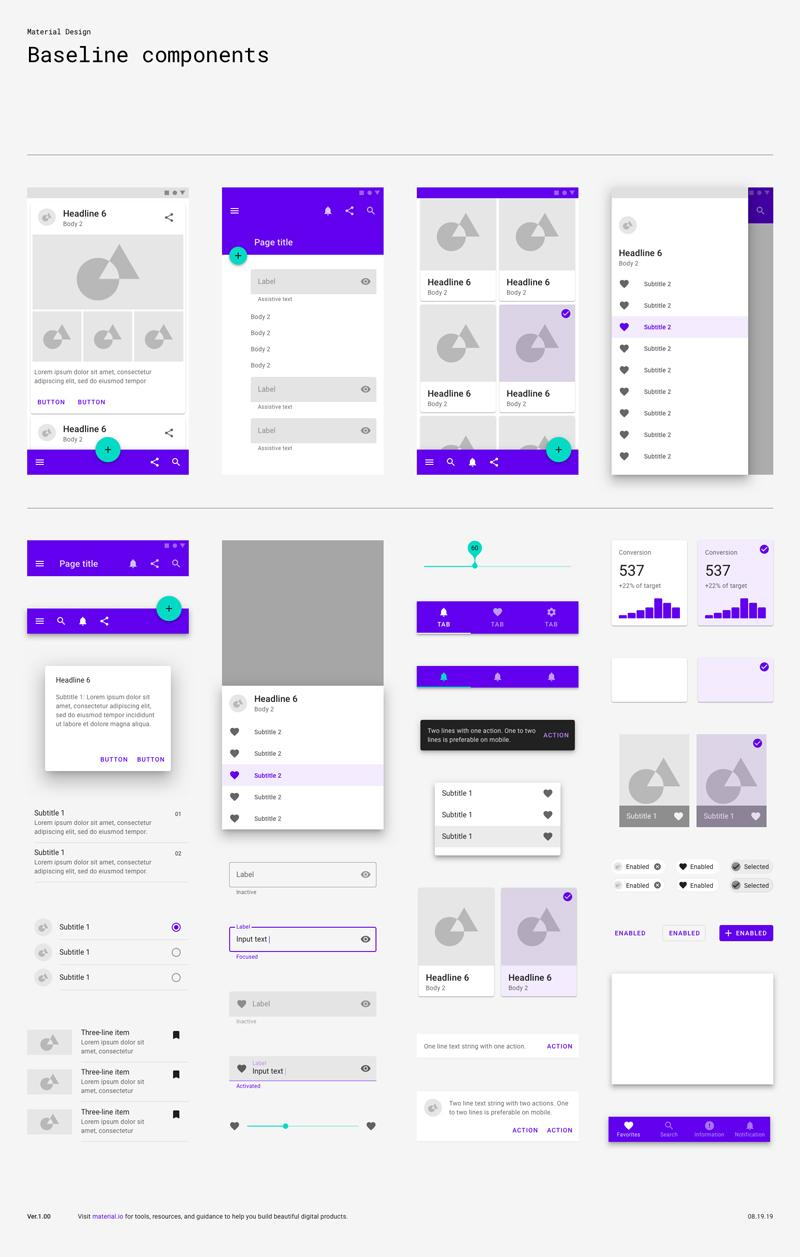 Material Design
Baseline components
Headline 6
Body 2
Lorem ipsum dolor sit amet, consectetur
adipiscing elit, sed do eiusmod tempor
BUTTON BUTTON
Headline 6
Body 2
+
Page title
+
Label
Assistive text
Body 2
Body 2
Body 2
Body 2
Label
Assistive text
Label
Assistive text
Headline 6 Headline 6
Body 2 Body 2
Headline 6 Headline 6
Body 2 Body 2
+
Headline 6
Body 2
Subtitle 2
Subtitle 2
Subtitle 2
Subtitle 2
Subtitle 2
Subtitle 2
Subtitle 2
Subtitle 2
Subtitle 2
Page title
+
Headline 6
Subtitle 1: Lorem ipsum dolor sit
amet, consectetur adipiscing elit,
sed do eiusmod tempor incididunt
ut labore et dolore magna aliqua.
BUTTON BUTTON
Subtitle 1 01
Lorem ipsum dolor sit amet, consectetur
adipiscing elit, sed do eiusmod tempor.
Subtitle 1 02
Lorem ipsum dolor sit amet, consectetur
adipiscing elit, sed do eiusmod tempor.
Subtitle 1
Subtitle 1
Subtitle 1
Three-line item
Lorem ipsum dolor sit
amet, consectetur
Three-line item
Lorem ipsum dolor sit
amet, consectetur
Three-line item
Lorem ipsum dolor sit
amet, consectetur
Headline 6
Body 2
Subtitle 2
Subtitle 2
Subtitle 2
Subtitle 2
Subtitle 2
Label
Inactive
Label
Input text
Focused
Label
Inactive
Label
Input text
Activated
60
TAB TAB TAB
Two lines with one action. One to two
lines is preferable on mobile.
ACTION
Subtitle 1
Subtitle 1
Subtitle 1
Headline 6 Headline 6
Body 2 Body 2
One line text string with one action. ACTION
Two line text string with two actions. One
to two lines is preferable on mobile.
ACTION ACTION
Conversion Conversion
537 537
+22% of target +22% of target
Subtitle 1 Subtitle 1
Enabled Enabled Selected
Enabled Enabled Selected
ENABLED ENABLED + ENABLED
Favorites Search Information Notification
Ver.1.00 Visit material.io for tools, resources, and guidance to help you build beautiful digital products. 08.19.19